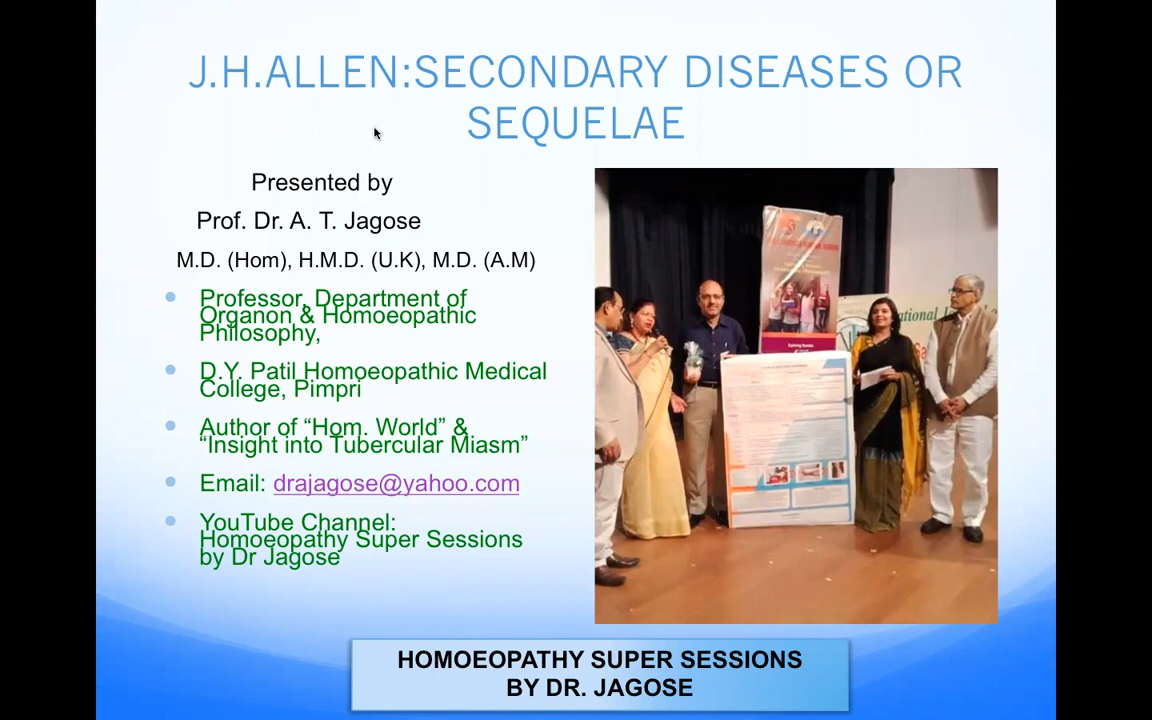 J.H.ALLEN:SECONDARY DISEASES OR
SEQUELAE
Presented by
Prof. Dr. A. T. Jagose
M.D. (Hom), H.M.D. (U.K), M.D. (A.M)
Professor, Department of
Organon & Homoeopathic
Philosophy,
D.Y. Patil Homoeopathic Medical
College, Pimpri
Author of “Hom. World” &
“Insight into Tubercular Miasm”
Email: drajagose@yahoo.com
YouTube Channel:
Homoeopathy Super Sessions
by Dr Jagose
HOMOEOPATHY SUPER SESSIONS
BY DR. JAGOSE